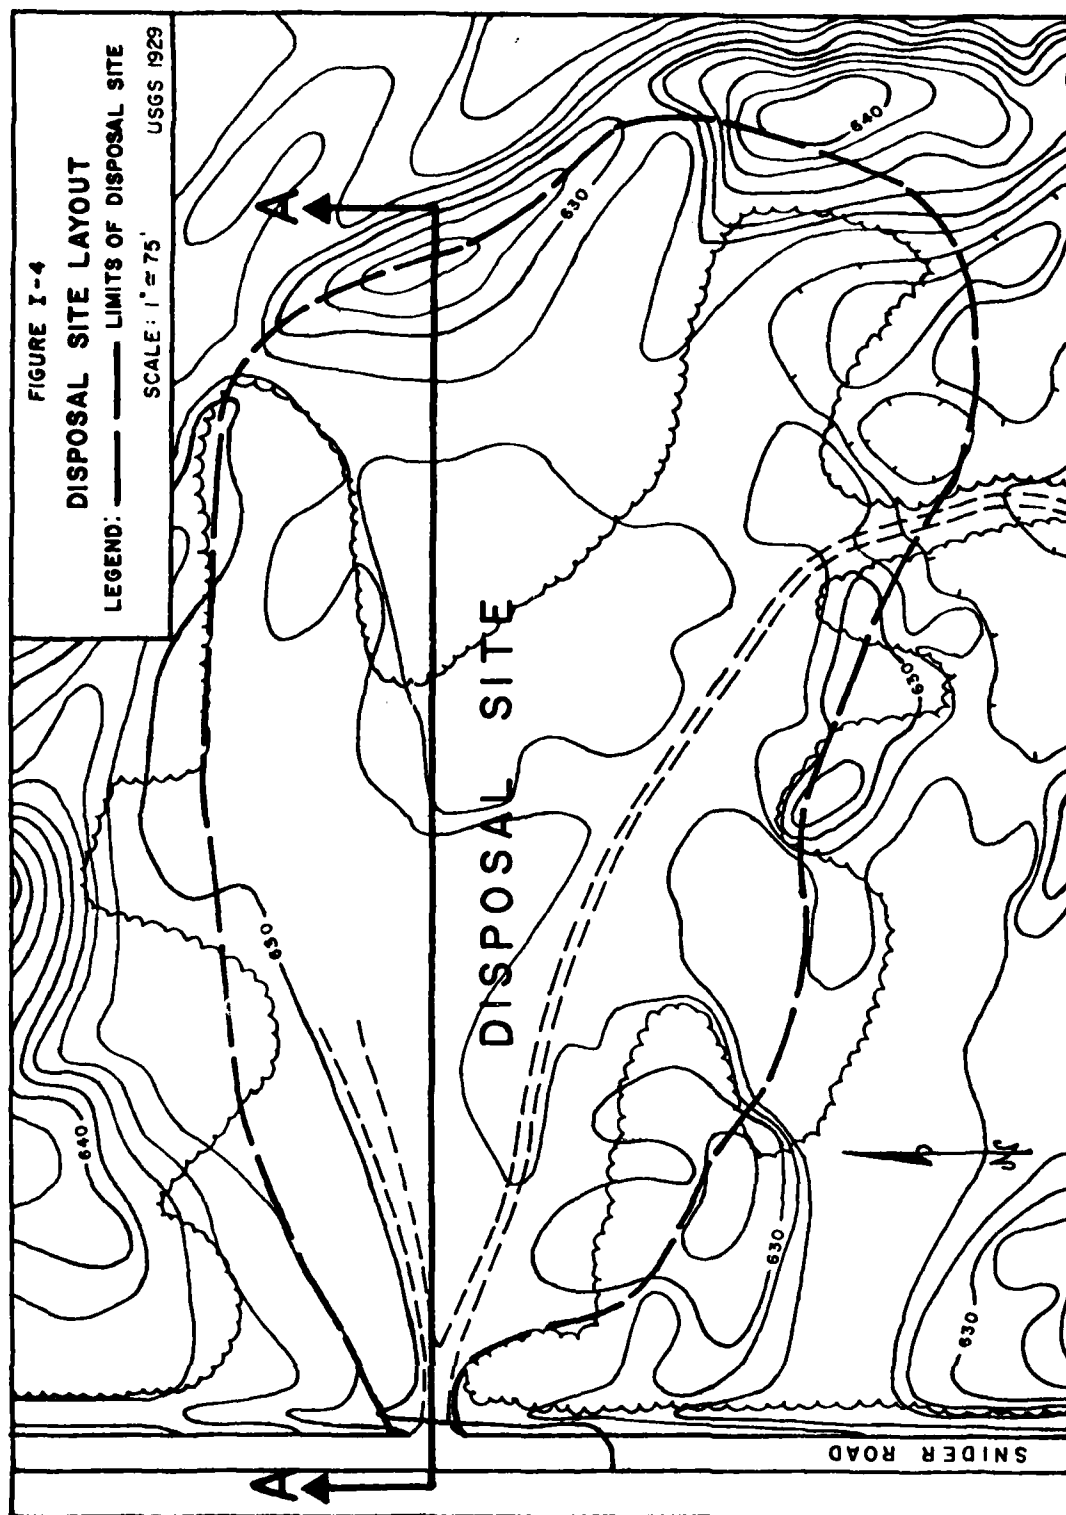 FIGURE I-4
DISPOSAL SITE LAYOUT
LEGEND: LIMITS OF DISPOSAL SITE
SCALE: 1" = 75' USGS 1929
A
A
DISPOSAL SITE
640
630
630
630
640
630
630
SNIDER ROAD